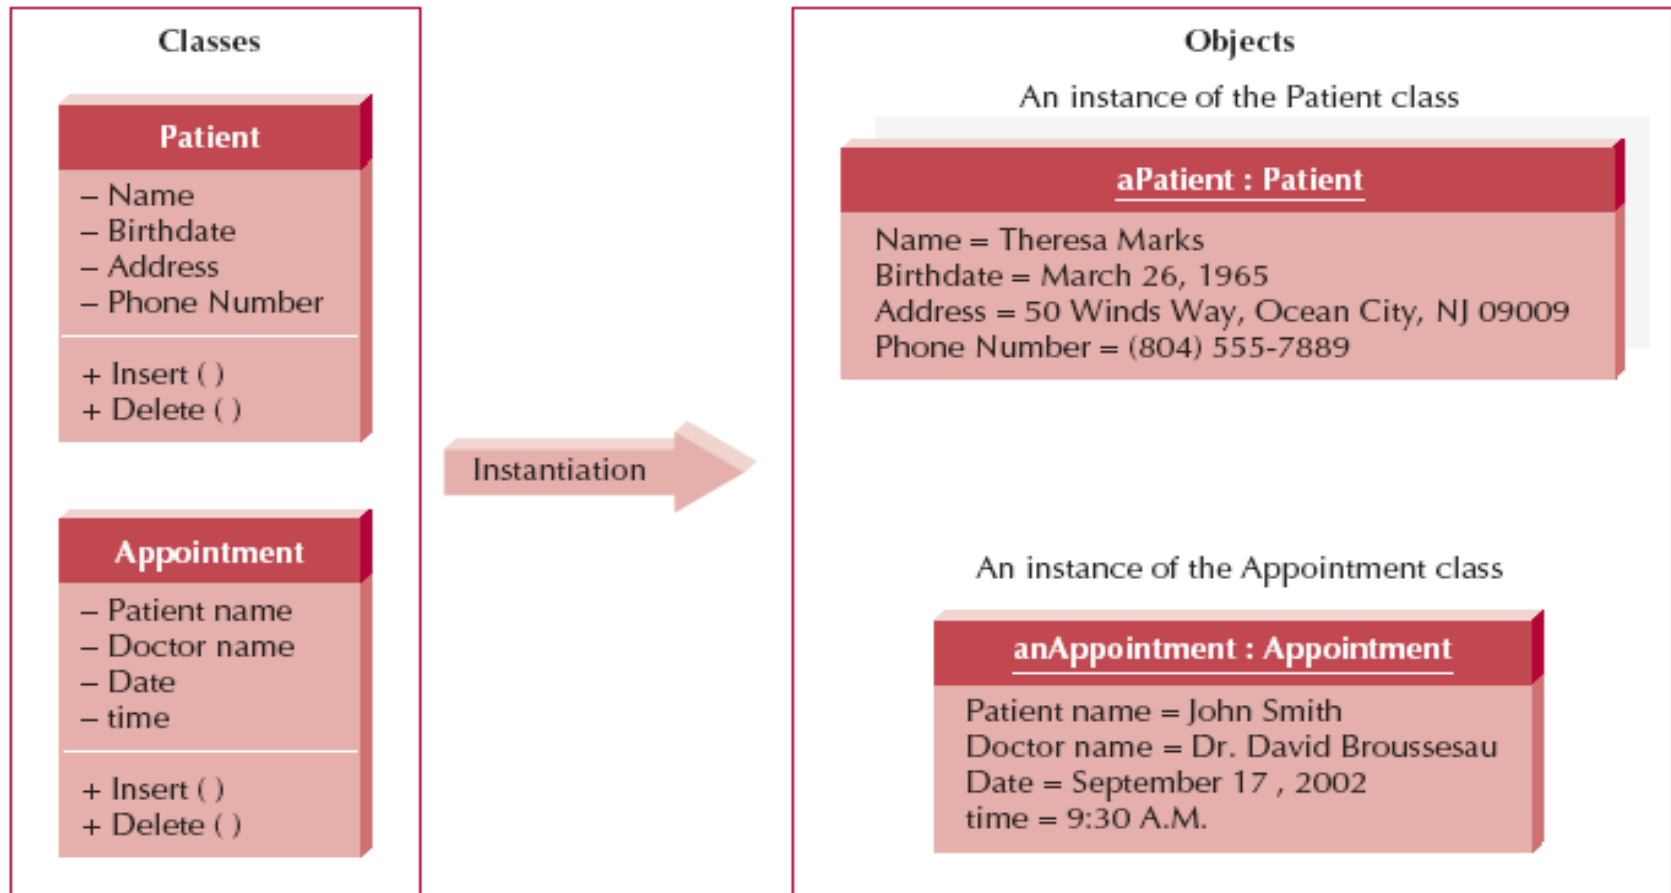 Classes
Patient
– Name
– Birthdate
– Address
– Phone Number
+ Insert ( )
+ Delete ( )
Appointment
– Patient name
– Doctor name
– Date
– time
+ Insert ( )
+ Delete ( )
Instantiation
Objects
An instance of the Patient class
aPatient : Patient
Name = Theresa Marks
Birthdate = March 26, 1965
Address = 50 Winds Way, Ocean City, NJ 09009
Phone Number = (804) 555-7889
An instance of the Appointment class
anAppointment : Appointment
Patient name = John Smith
Doctor name = Dr. David Broussesau
Date = September 17 , 2002
time = 9:30 A.M.